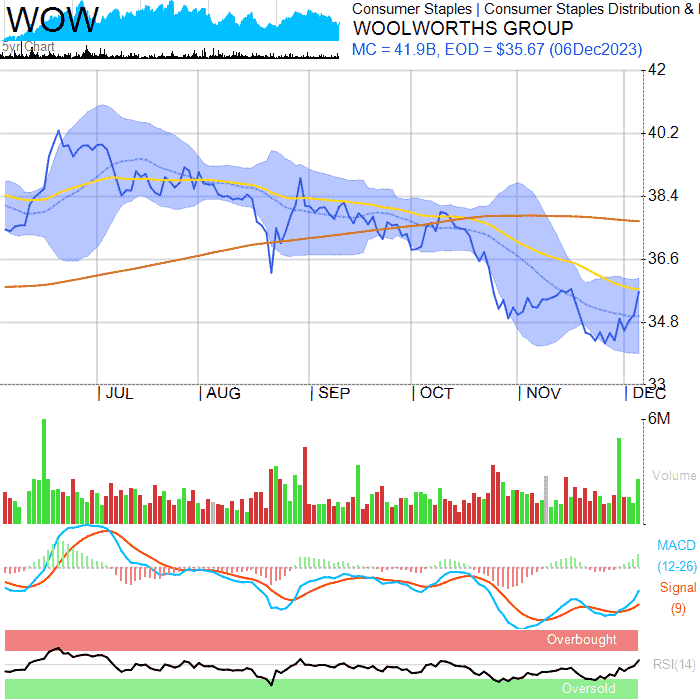 WOW
5yr Chart
Consumer Staples | Consumer Staples Distribution &
WOOLWORTHS GROUP
MC = 41.9B, EOD = $35.67 (06Dec2023)
42
40.2
38.4
36.6
34.8
33
| JUL | AUG | SEP | OCT | NOV | DEC
6M
Volume
MACD
(12-26)
Signal
(9)
Overbought
RSI(14)
Oversold